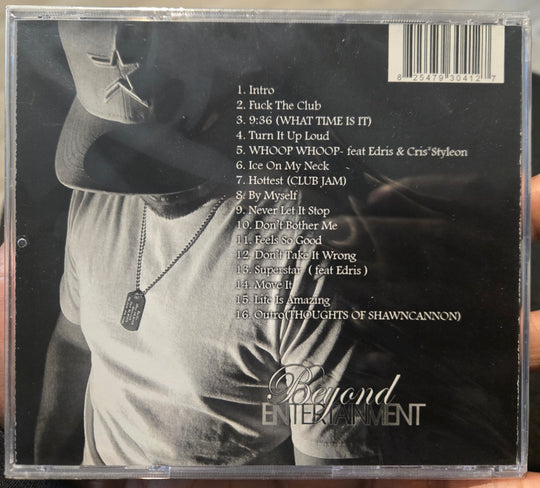 8 25479 30412 7
1. Intro
2. Fuck The Club
3. 9:36 (WHAT TIME IS IT)
4. Turn It Up Loud
5. WHOOP WHOOP- feat Edris & Cris*Styleon
6. Ice On My Neck
7. Hottest (CLUB JAM)
8. By Myself
9. Never Let It Stop
10. Don't Bother Me
11. Feels So Good
12. Don't Take It Wrong
13. Superstar ( feat Edris )
14. Move It
15. Life Is Amazing
16. Outro(THOUGHTS OF SHAWNCANNON)
Beyond
ENTERTAINMENT